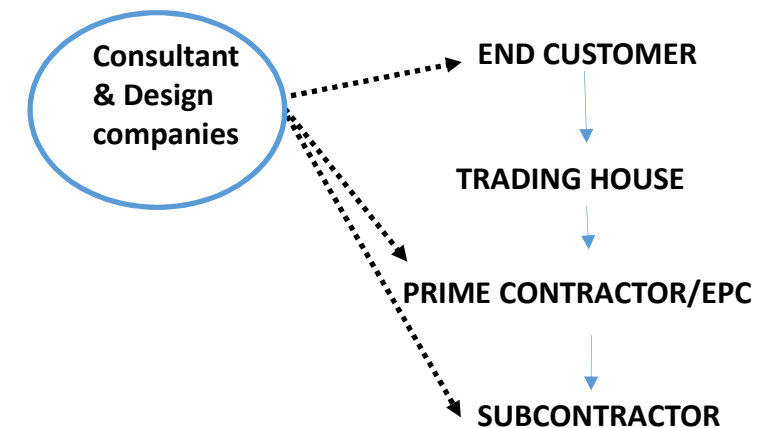 Consultant
& Design
companies
END CUSTOMER
TRADING HOUSE
PRIME CONTRACTOR/EPC
SUBCONTRACTOR